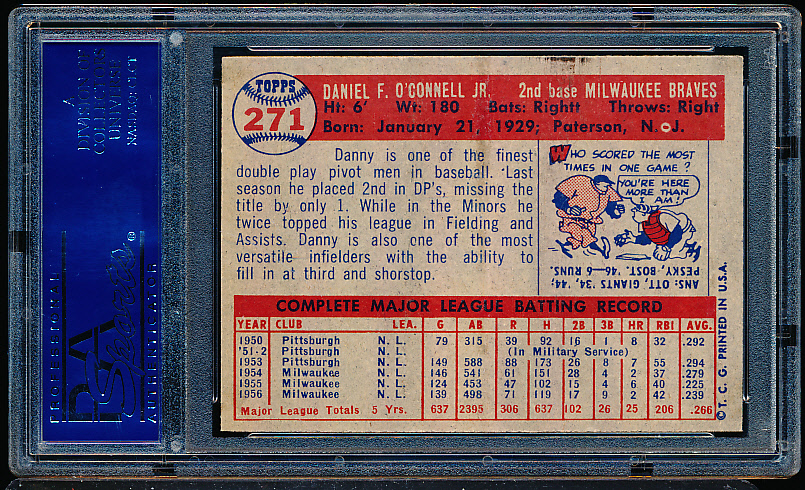 TOPPS
271
DANIEL F. O'CONNELL JR. 2nd base MILWAUKEE BRAVES
Ht: 6' Wt: 180 Bats: Rightt Throws: Right
Born: January 21, 1929; Paterson, N. J.
Danny is one of the finest
double play pivot men in baseball. Last
season he placed 2nd in DP's, missing the
title by only 1. While in the Minors he
twice topped his league in Fielding and
Assists. Danny is also one of the most
versatile infielders with the ability to
fill in at third and shorstop.
WHO SCORED THE MOST
TIMES IN ONE GAME?
YOU'RE HERE
MORE THAN
I AM!
ANS: OTT, GIANTS '34, '44,
PESKY, BOST. '46—6 RUNS.
COMPLETE MAJOR LEAGUE BATTING RECORD
YEAR CLUB LEA. G AB R H 2B 3B HR RBI AVG.
1950 Pittsburgh N. L. 79 315 39 92 16 1 8 32 .292
'51-2 Pittsburgh N. L. (In Military Service)
1953 Pittsburgh N. L. 149 588 88 173 26 8 7 55 .294
1954 Milwaukee N. L. 146 541 61 151 28 4 2 37 .279
1955 Milwaukee N. L. 124 453 47 102 15 4 6 40 .225
1956 Milwaukee N. L. 139 498 71 119 17 9 2 42 .239
Major League Totals 5 Yrs. 637 2395 306 637 102 26 25 206 .266
© T. C. G. PRINTED IN U.S.A.
A
DIVISION OF
COLLECTORS
UNIVERSE
NASDAQ: CLCT
PSA